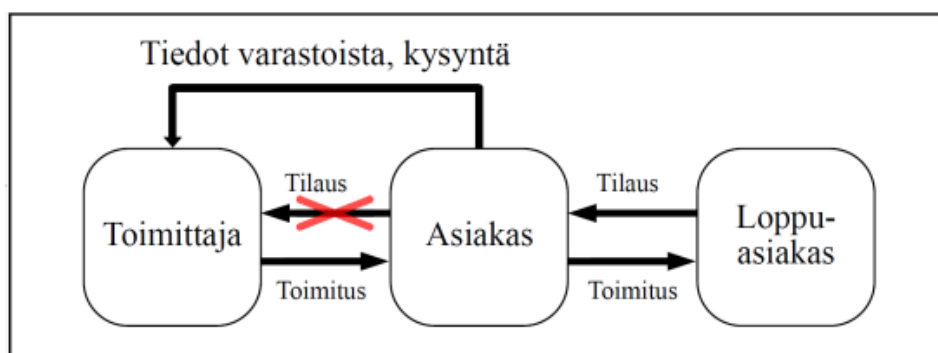 Tiedot varastoista, kysyntä
Tilaus
Tilaus
Toimittaja
Asiakas
Loppu-
asiakas
Toimitus
Toimitus